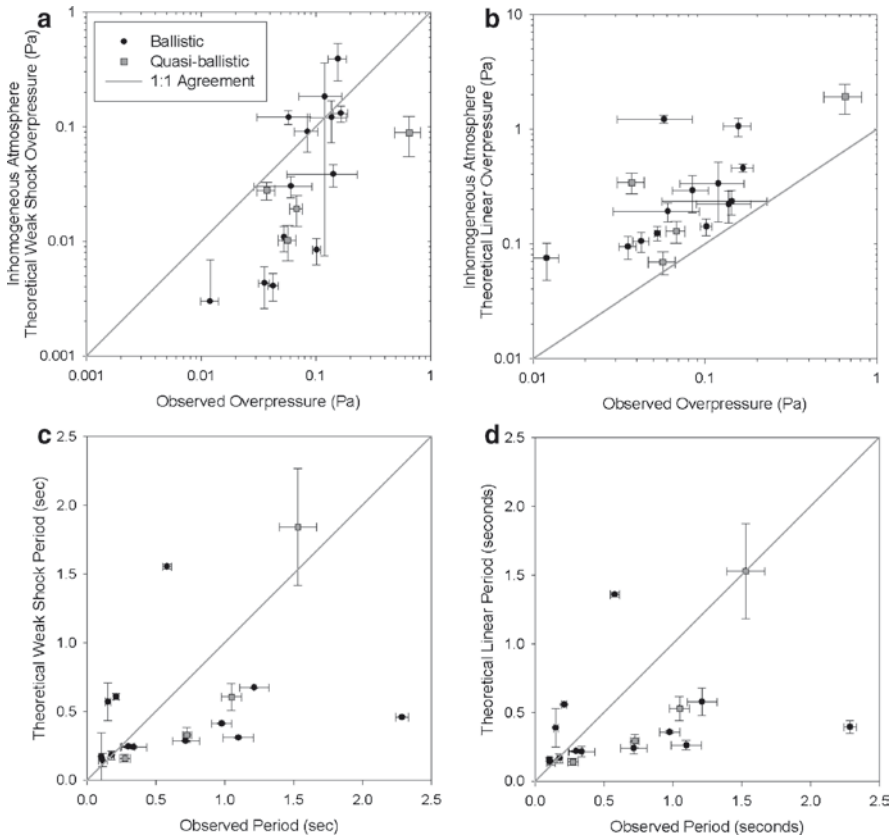 a
Inhomogeneous Atmosphere
Theoretical Weak Shock Overpressure (Pa)
1
0.1
0.01
0.001
Ballistic
Quasi-ballistic
1:1 Agreement
0.001
0.01
0.1
1
Observed Overpressure (Pa)
b
Inhomogeneous Atmosphere
Theoretical Linear Overpressure (Pa)
10
1
0.1
0.01
0.01
0.1
1
Observed Overpressure (Pa)
c
Theoretical Weak Shock Period (sec)
2.5
2.0
1.5
1.0
0.5
0.0
0.0
0.5
1.0
1.5
2.0
2.5
Observed Period (sec)
d
Theoretical Linear Period (seconds)
2.5
2.0
1.5
1.0
0.5
0.0
0.0
0.5
1.0
1.5
2.0
2.5
Observed Period (seconds)